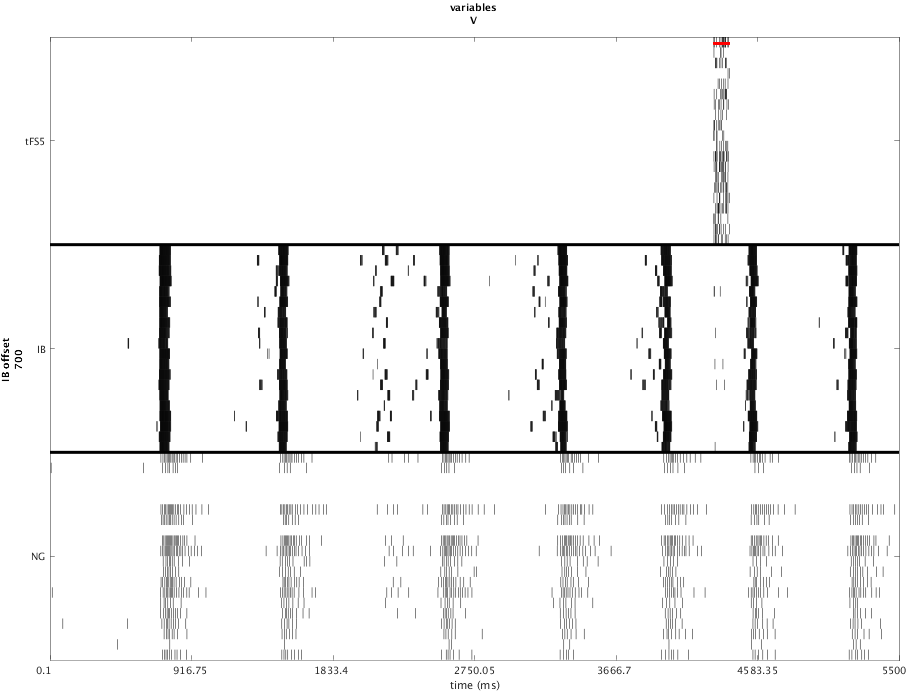 variables
V
tFS5
IB
NG
IB offset
700
0.1
916.75
1833.4
2750.05
3666.7
4583.35
5500
time (ms)